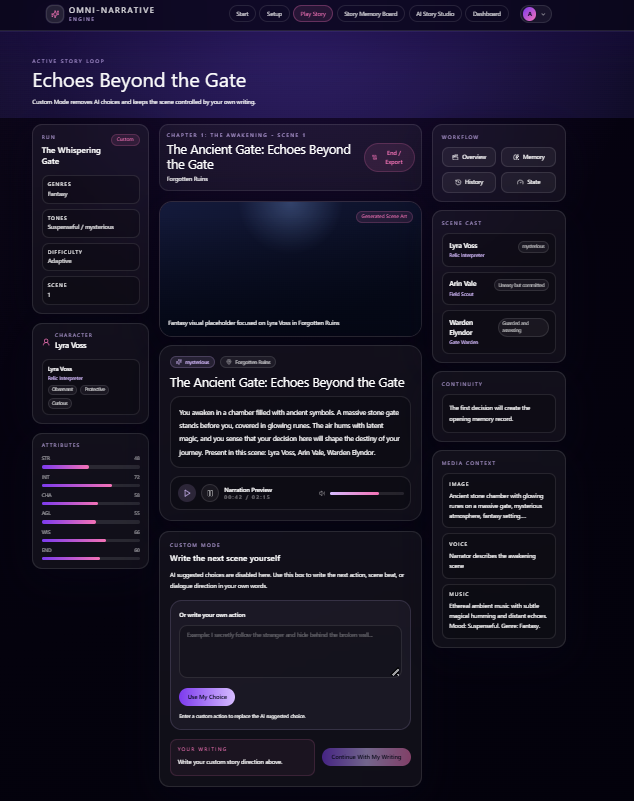 OMNI-NARRATIVE
ENGINE
Start
Setup
Play Story
Story Memory Board
AI Story Studio
Dashboard
A
ACTIVE STORY LOOP
Echoes Beyond the Gate
Custom Mode removes AI choices and keeps the scene controlled by your own writing.
RUN
Custom
The Whispering
Gate
GENRES
Fantasy
TONES
Suspenseful / mysterious
DIFFICULTY
Adaptive
SCENE
1
CHARACTER
Lyra Voss
Lyra Voss
Relic Interpreter
Observant
Protective
Curious
ATTRIBUTES
STR 48
INT 72
CHA 58
AGL 55
WIS 66
END 60
CHAPTER 1: THE AWAKENING • SCENE 1
The Ancient Gate: Echoes Beyond
the Gate
Forgotten Ruins
End /
Export
Generated Scene Art
Fantasy visual placeholder focused on Lyra Voss in Forgotten Ruins
mysterious
Forgotten Ruins
The Ancient Gate: Echoes Beyond the Gate
You awaken in a chamber filled with ancient symbols. A massive stone gate
stands before you, covered in glowing runes. The air hums with latent
magic, and you sense that your decision here will shape the destiny of your
journey. Present in this scene: Lyra Voss, Arin Vale, Warden Elyndor.
Narration Preview
00:42 / 03:15
CUSTOM MODE
Write the next scene yourself
AI suggested choices are disabled here. Use this box to write the next action, scene beat, or
dialogue direction in your own words.
Or write your own action
Example: I secretly follow the stranger and hide behind the broken wall...
Use My Choice
Enter a custom action to replace the AI suggested choice.
YOUR WRITING
Write your custom story direction above.
Continue With My Writing
WORKFLOW
Overview
Memory
History
State
SCENE CAST
Lyra Voss
mysterious
Relic Interpreter
Arin Vale
Uneasy but committed
Field Scout
Warden
Elyndor
Guarded and
assessing
Gate Warden
CONTINUITY
The first decision will create the
opening memory record.
MEDIA CONTEXT
IMAGE
Ancient stone chamber with glowing
runes on a massive gate, mysterious
atmosphere, fantasy setting....
VOICE
Narrator describes the awakening
scene
MUSIC
Ethereal ambient music with subtle
magical humming and distant echoes.
Mood: Suspenseful. Genre: Fantasy.